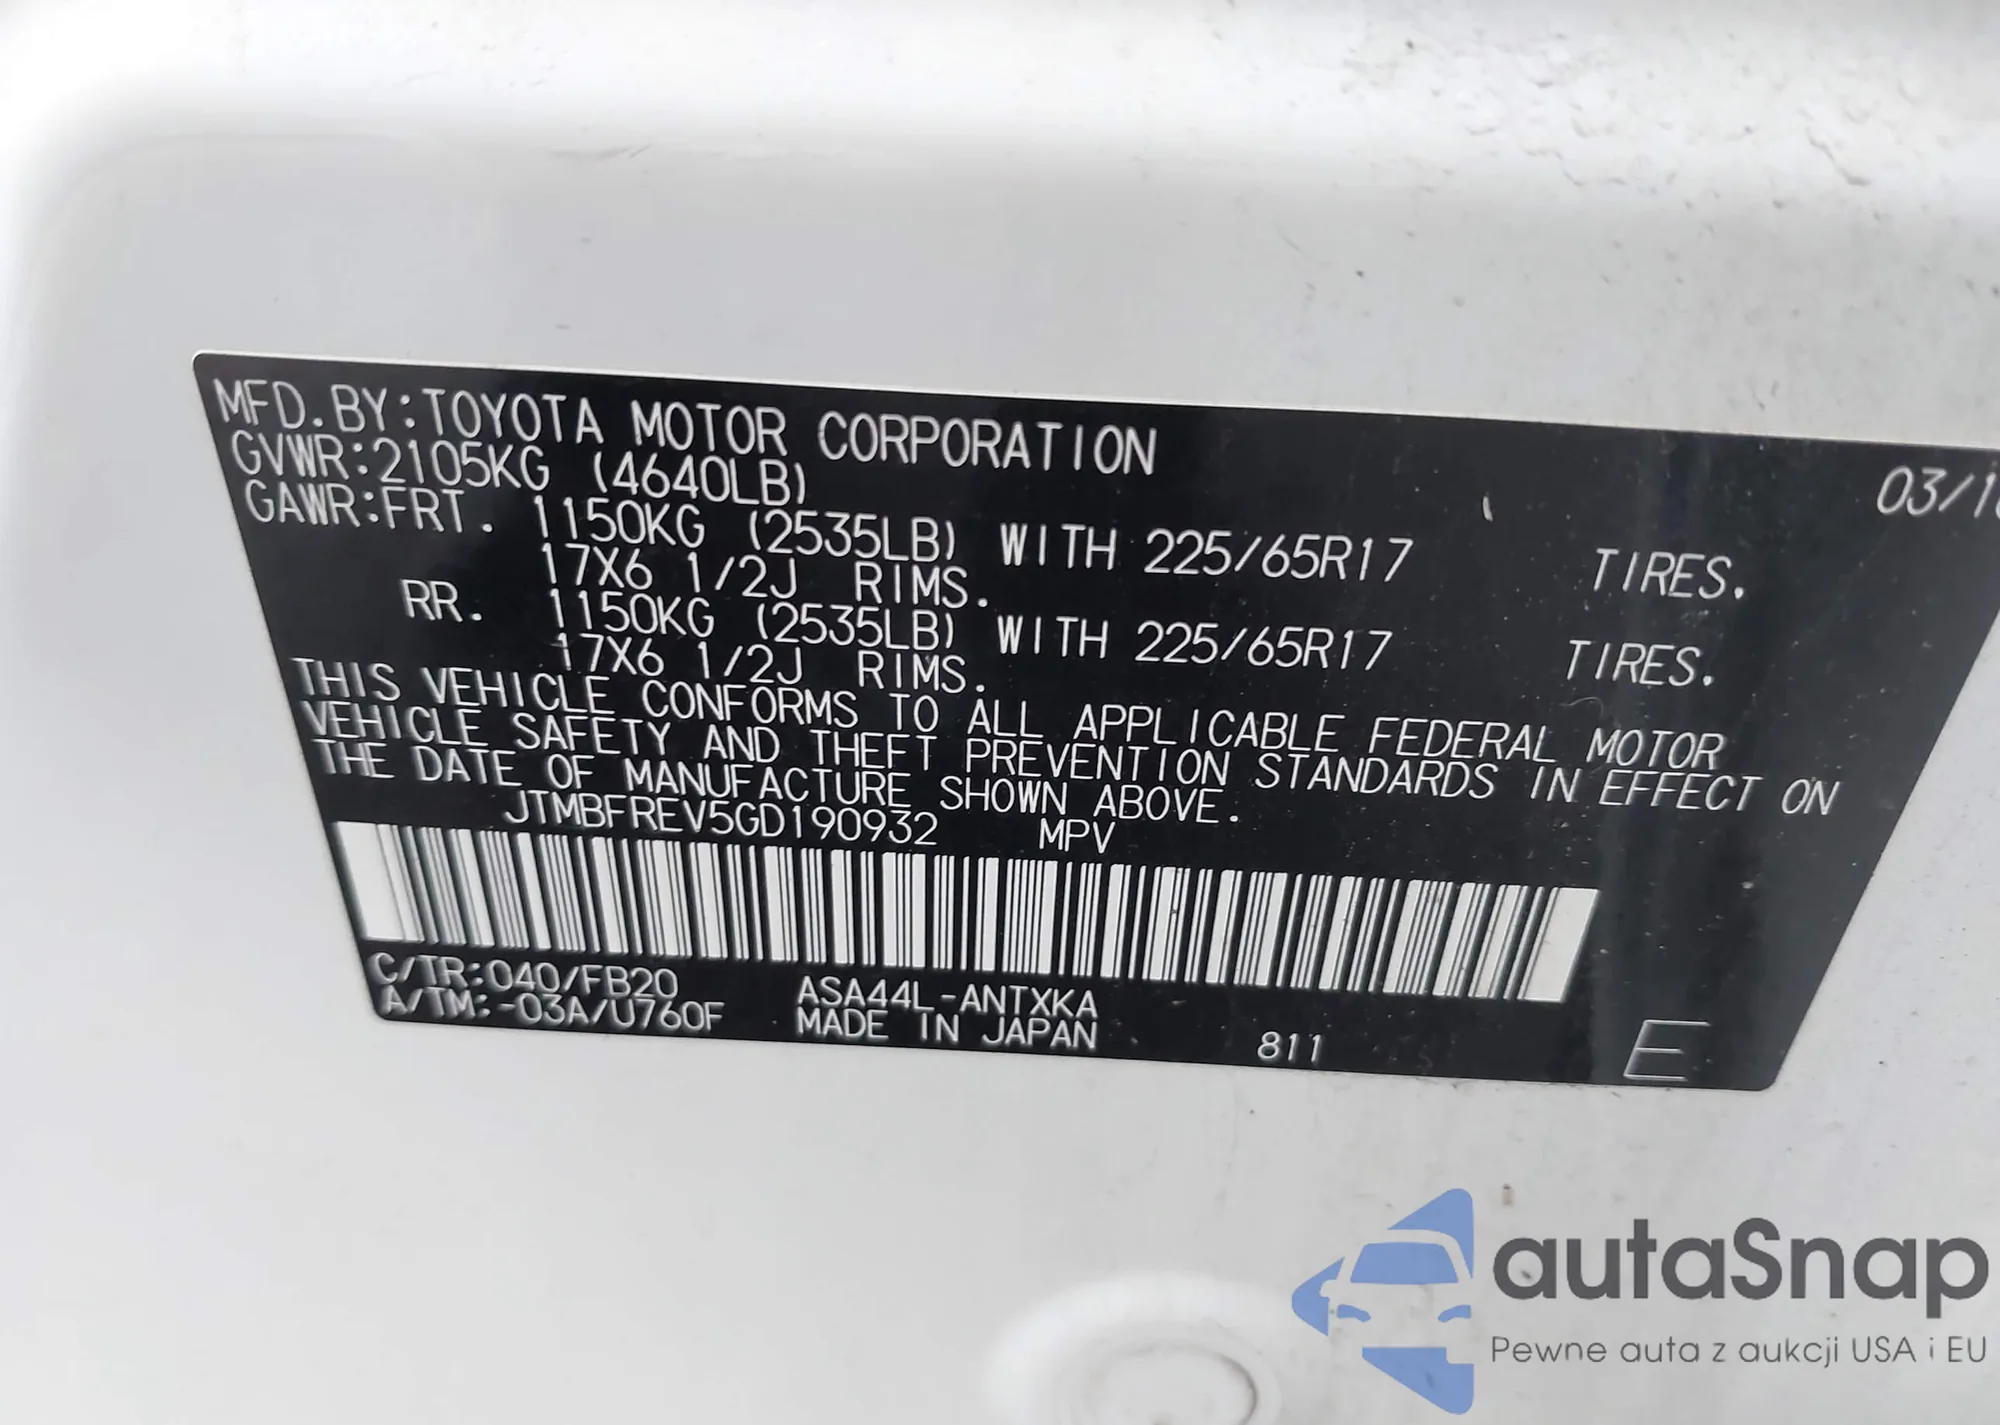 MFD.BY:TOYOTA MOTOR CORPORATION 03/16
GVWR:2105KG (4640LB)
GAWR:FRT. 1150KG (2535LB) WITH 225/65R17 TIRES.
17X6 1/2J RIMS.
RR. 1150KG (2535LB) WITH 225/65R17 TIRES.
17X6 1/2J RIMS.
THIS VEHICLE CONFORMS TO ALL APPLICABLE FEDERAL MOTOR
VEHICLE SAFETY AND THEFT PREVENTION STANDARDS IN EFFECT ON
THE DATE OF MANUFACTURE SHOWN ABOVE.
JTMBFREV5GD190932 MPV
C/TR:040/FB20 ASA44L-ANTXKA
A/TM:-03A/U760F MADE IN JAPAN 811 E
autaSnap
Pewne auta z aukcji USA i EU